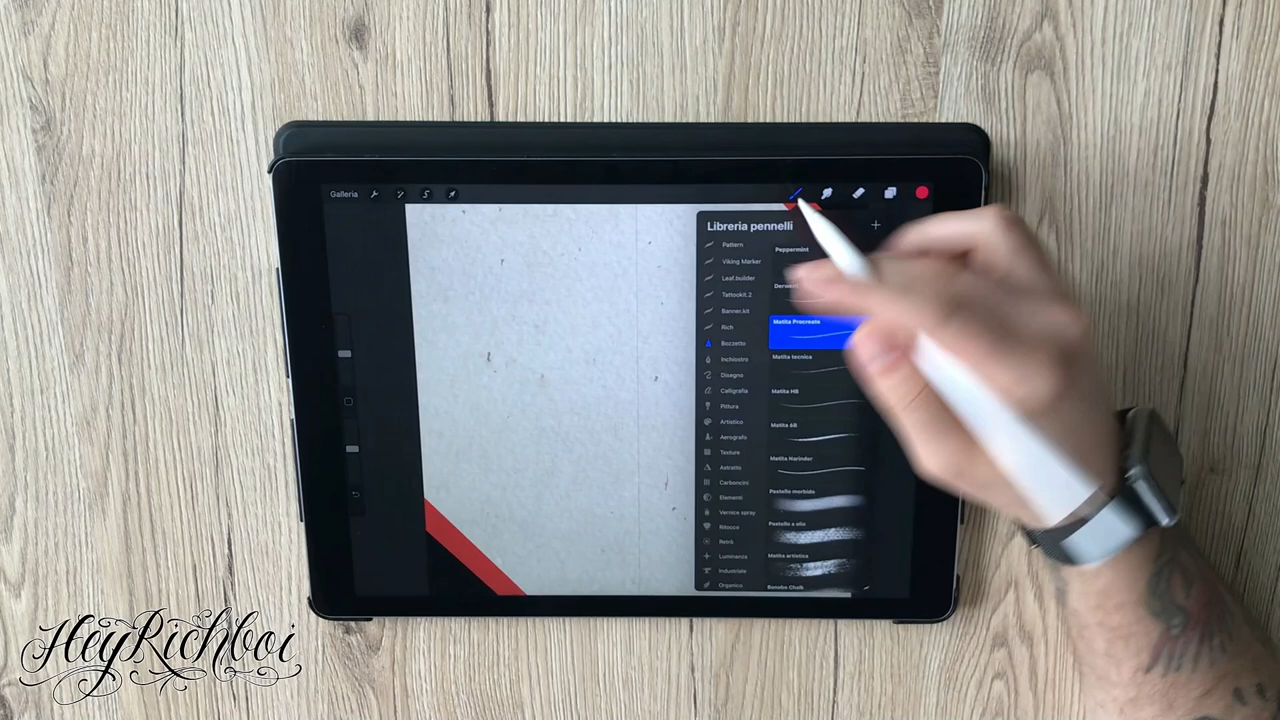 Galleria
Libreria pennelli
Pattern
Viking Marker
Leaf.builder
Tattookit.2
Banner.kit
Rich
Bozzetto
Inchiostro
Disegno
Calligrafia
Pittura
Artistico
Aerografo
Texture
Astratto
Carboncini
Elementi
Vernice spray
Ritocco
Retrò
Luminanza
Industriale
Organico
Peppermint
Matita Procreate
Matita tecnica
Matita HB
Matita 6B
Matita Narinder
Pastello morbido
Pastello a olio
Matita artistica
Bonobo Chalk
HeyRichboi